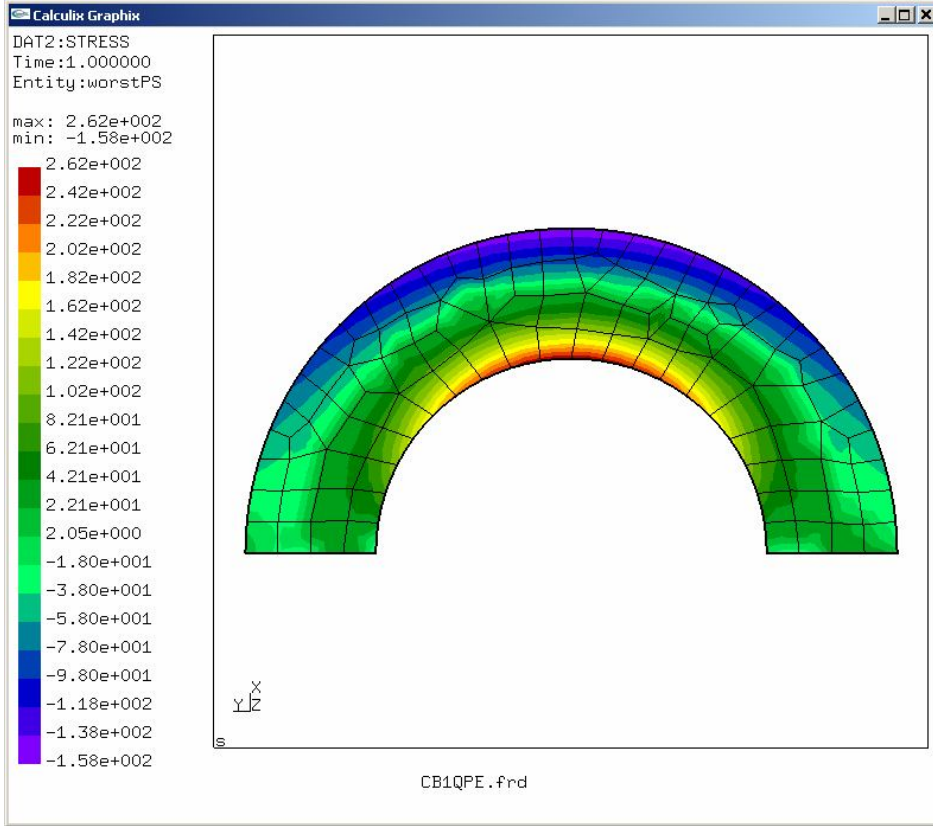 Calculix Graphix
DAT2:STRESS
Time:1.000000
Entity:worstPS
max: 2.62e+002
min: -1.58e+002
2.62e+002
2.42e+002
2.22e+002
2.02e+002
1.82e+002
1.62e+002
1.42e+002
1.22e+002
1.02e+002
8.21e+001
6.21e+001
4.21e+001
2.21e+001
2.05e+000
-1.80e+001
-3.80e+001
-5.80e+001
-7.80e+001
-9.80e+001
-1.18e+002
-1.38e+002
-1.58e+002
X
Y Z
s
CB1QPE.frd